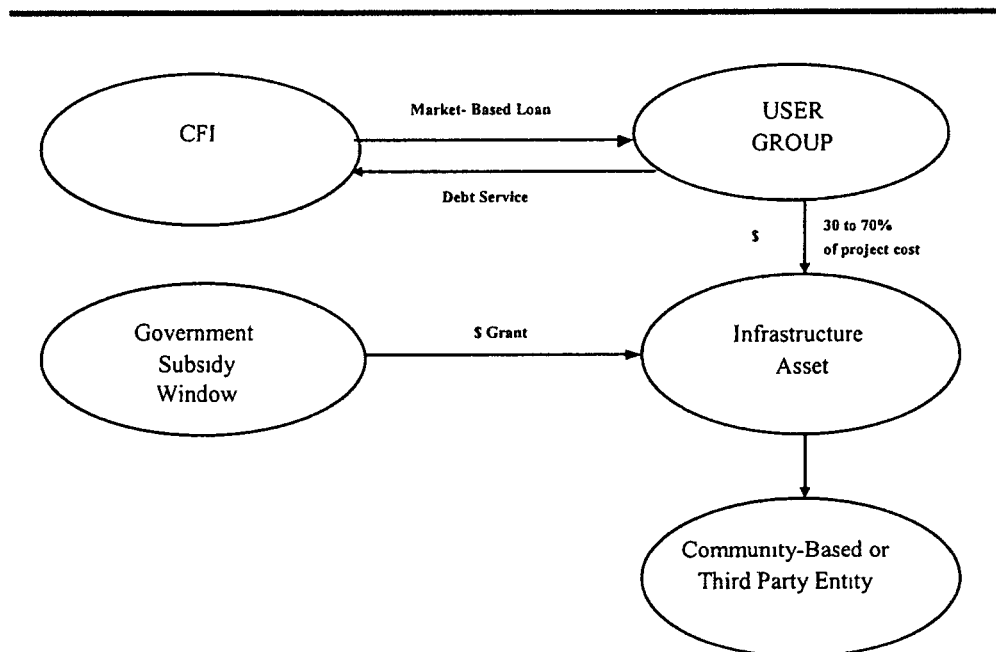 CFI
Market- Based Loan
USER
GROUP
Debt Service
$
30 to 70%
of project cost
Government
Subsidy
Window
$ Grant
Infrastructure
Asset
Community-Based or
Third Party Entity